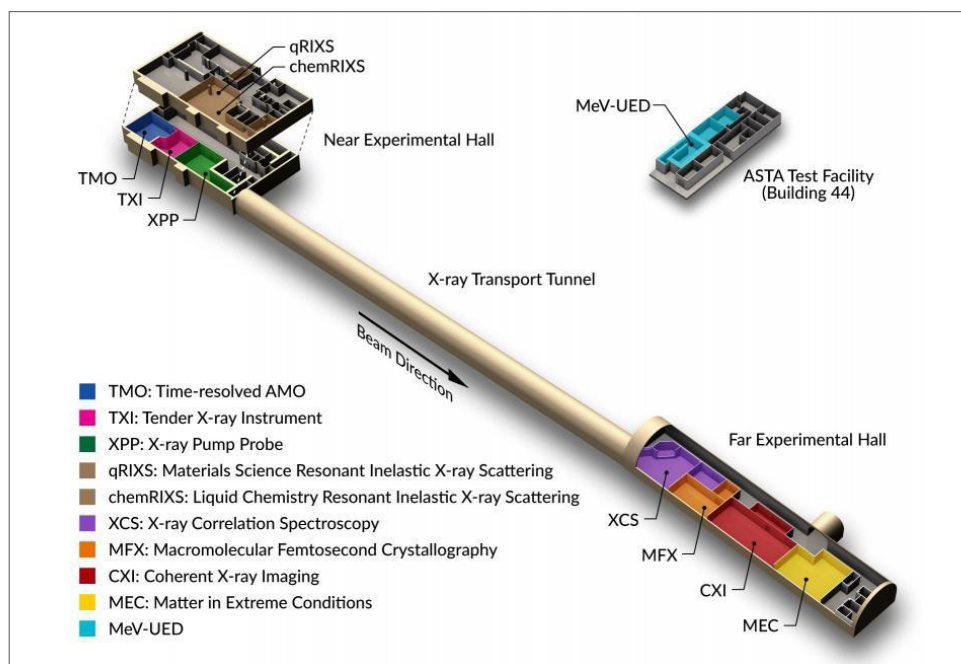 qRIXS
chemRIXS
Near Experimental Hall
TMO
TXI
XPP
MeV-UED
ASTA Test Facility
(Building 44)
X-ray Transport Tunnel
Beam Direction
TMO: Time-resolved AMO
TXI: Tender X-ray Instrument
XPP: X-ray Pump Probe
qRIXS: Materials Science Resonant Inelastic X-ray Scattering
chemRIXS: Liquid Chemistry Resonant Inelastic X-ray Scattering
XCS: X-ray Correlation Spectroscopy
MFX: Macromolecular Femtosecond Crystallography
CXI: Coherent X-ray Imaging
MEC: Matter in Extreme Conditions
MeV-UED
Far Experimental Hall
XCS
MFX
CXI
MEC